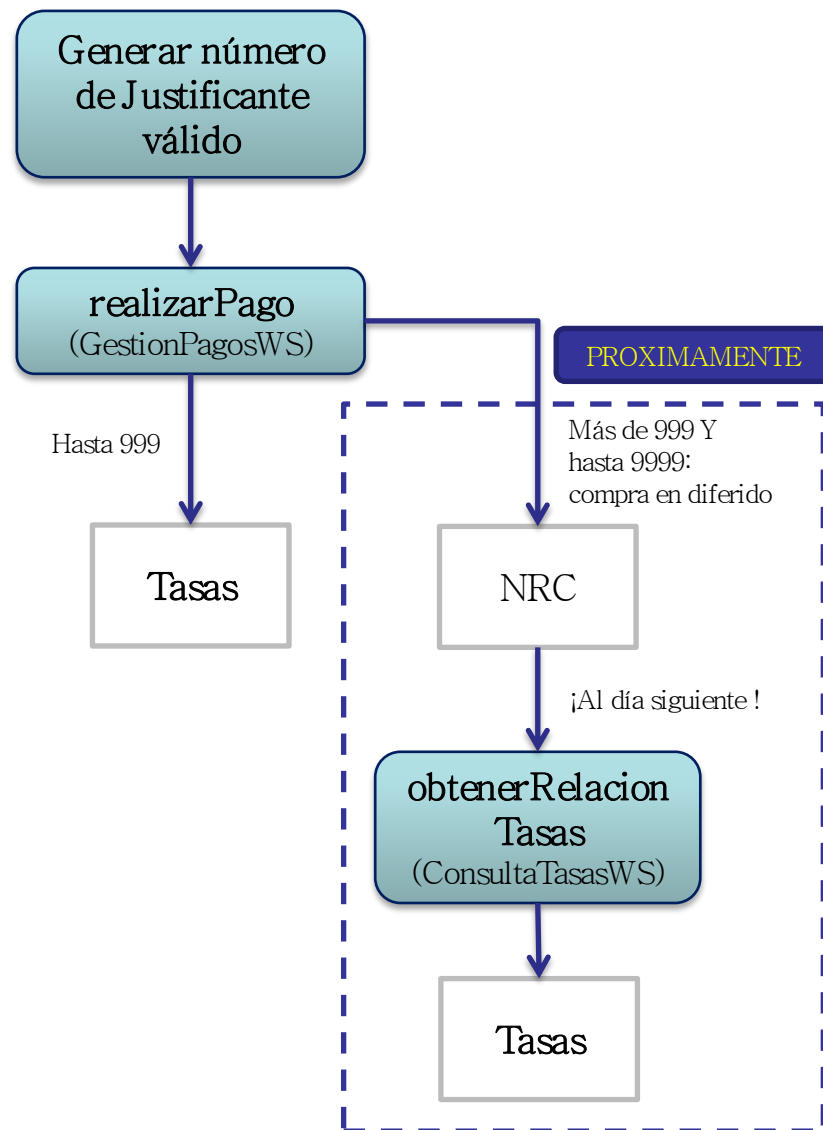 Generar número
de Justificante
válido
realizarPago
(GestionPagosWS)
PROXIMAMENTE
Hasta 999
Más de 999 Y
hasta 9999:
compra en diferido
Tasas
NRC
¡Al día siguiente !
obtenerRelacion
Tasas
(ConsultaTasasWS)
Tasas